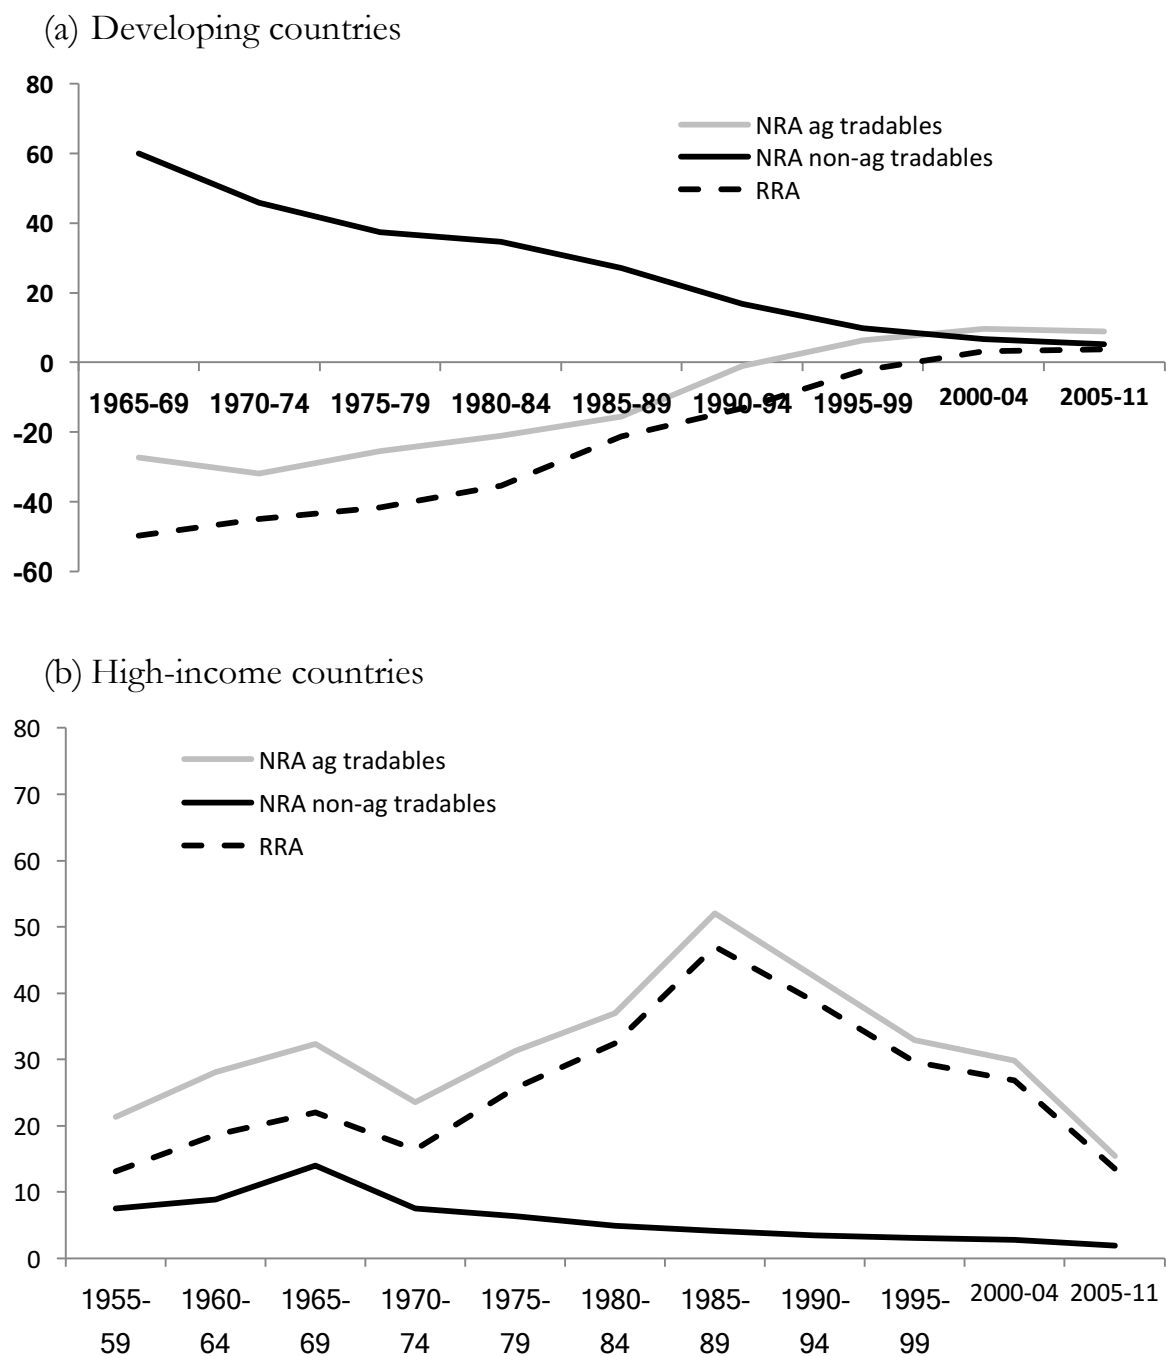 (a) Developing countries
80
60
40
20
0
-20
-40
-60
NRA ag tradables
NRA non-ag tradables
RRA
1965-69 1970-74 1975-79 1980-84 1985-89 1990-94 1995-99 2000-04 2005-11
(b) High-income countries
80
70
60
50
40
30
20
10
0
NRA ag tradables
NRA non-ag tradables
RRA
1955- 1960- 1965- 1970- 1975- 1980- 1985- 1990- 1995- 2000-04 2005-11
59 64 69 74 79 84 89 94 99